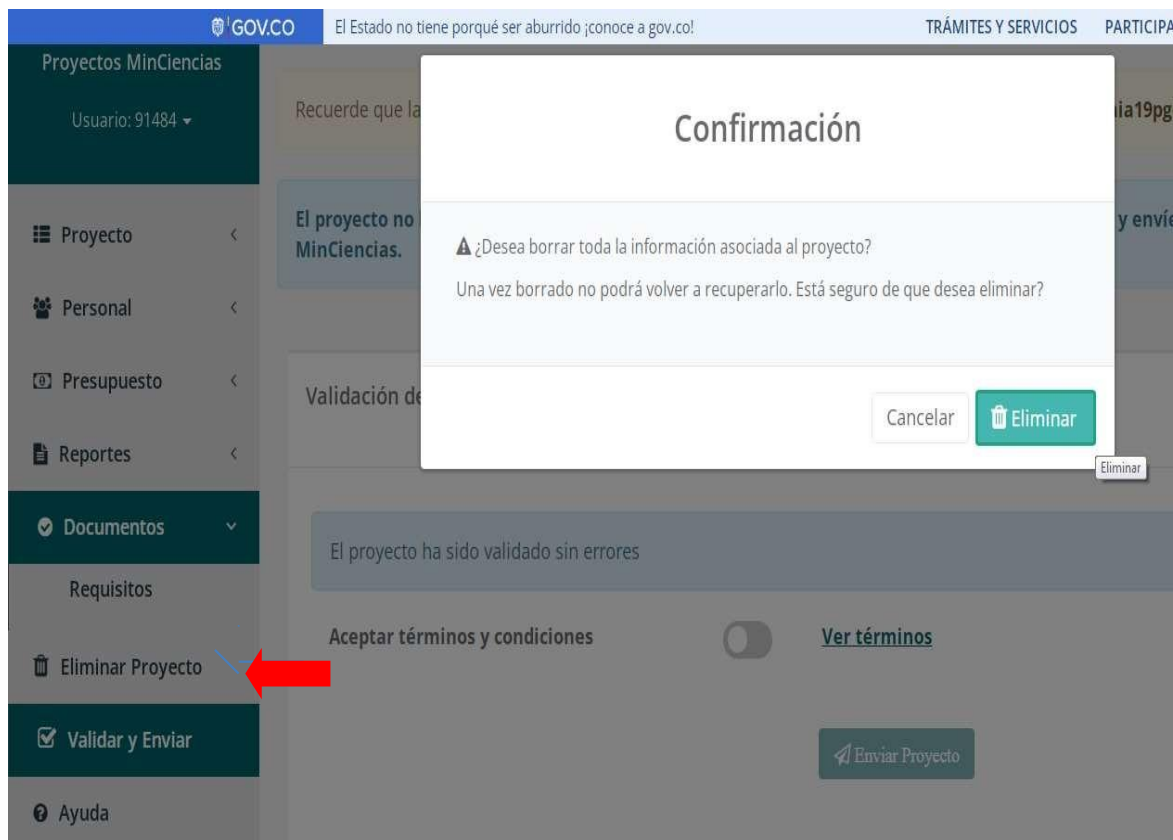 GOV.CO
El Estado no tiene porqué ser aburrido ¡conoce a gov.co!
TRÁMITES Y SERVICIOS
PARTICIPA
Proyectos MinCiencias
Usuario: 91484
Proyecto
Personal
Presupuesto
Reportes
Documentos
Requisitos
Eliminar Proyecto
Validar y Enviar
Ayuda
Recuerde que la
ia19pg
El proyecto no
y envíe
MinCiencias.
Confirmación
¿Desea borrar toda la información asociada al proyecto?
Una vez borrado no podrá volver a recuperarlo. Está seguro de que desea eliminar?
Cancelar
Eliminar
Eliminar
Validación de
El proyecto ha sido validado sin errores
Aceptar términos y condiciones
Ver términos
Enviar Proyecto